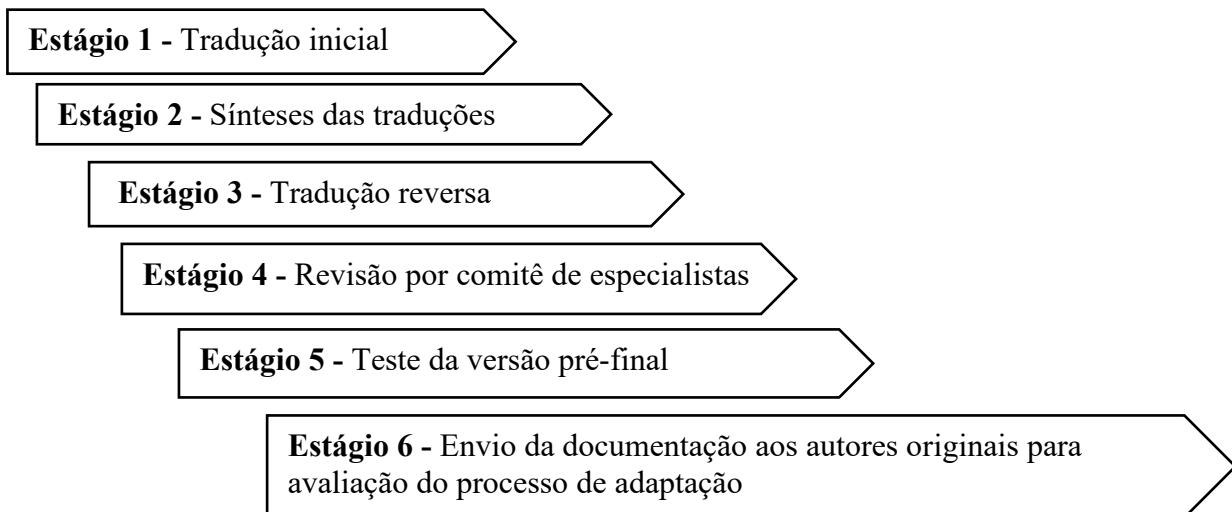 Estágio 1 - Tradução inicial
Estágio 2 - Sínteses das traduções
Estágio 3 - Tradução reversa
Estágio 4 - Revisão por comitê de especialistas
Estágio 5 - Teste da versão pré-final
Estágio 6 - Envio da documentação aos autores originais para
avaliação do processo de adaptação